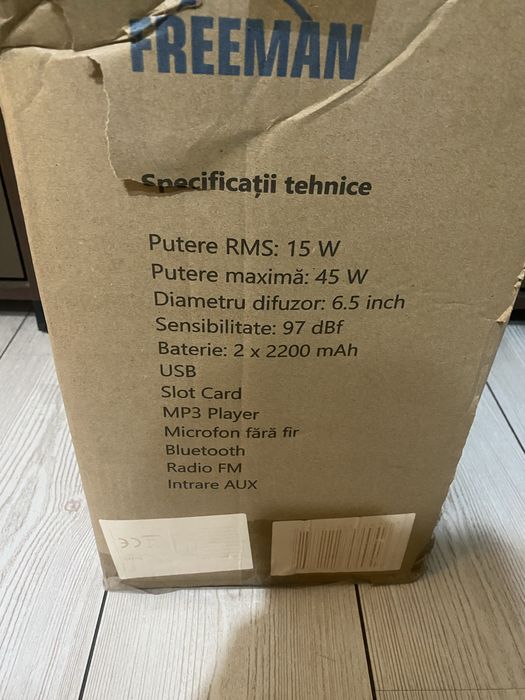 FREEMAN
Specificații tehnice
Putere RMS: 15 W
Putere maximă: 45 W
Diametru difuzor: 6.5 inch
Sensibilitate: 97 dBf
Baterie: 2 x 2200 mAh
USB
Slot Card
MP3 Player
Microfon fără fir
Bluetooth
Radio FM
Intrare AUX
CE